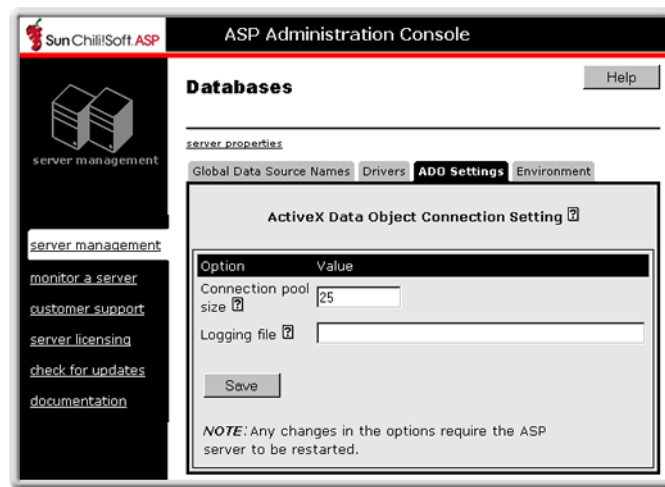 Sun Chili!Soft ASP
ASP Administration Console
Databases
Help
server management
server properties
Global Data Source Names Drivers ADO Settings Environment
ActiveX Data Object Connection Setting ?
server management
monitor a server
customer support
server licensing
check for updates
documentation
Option Value
Connection pool
size ? 25
Logging file ?
Save
NOTE: Any changes in the options require the ASP
server to be restarted.